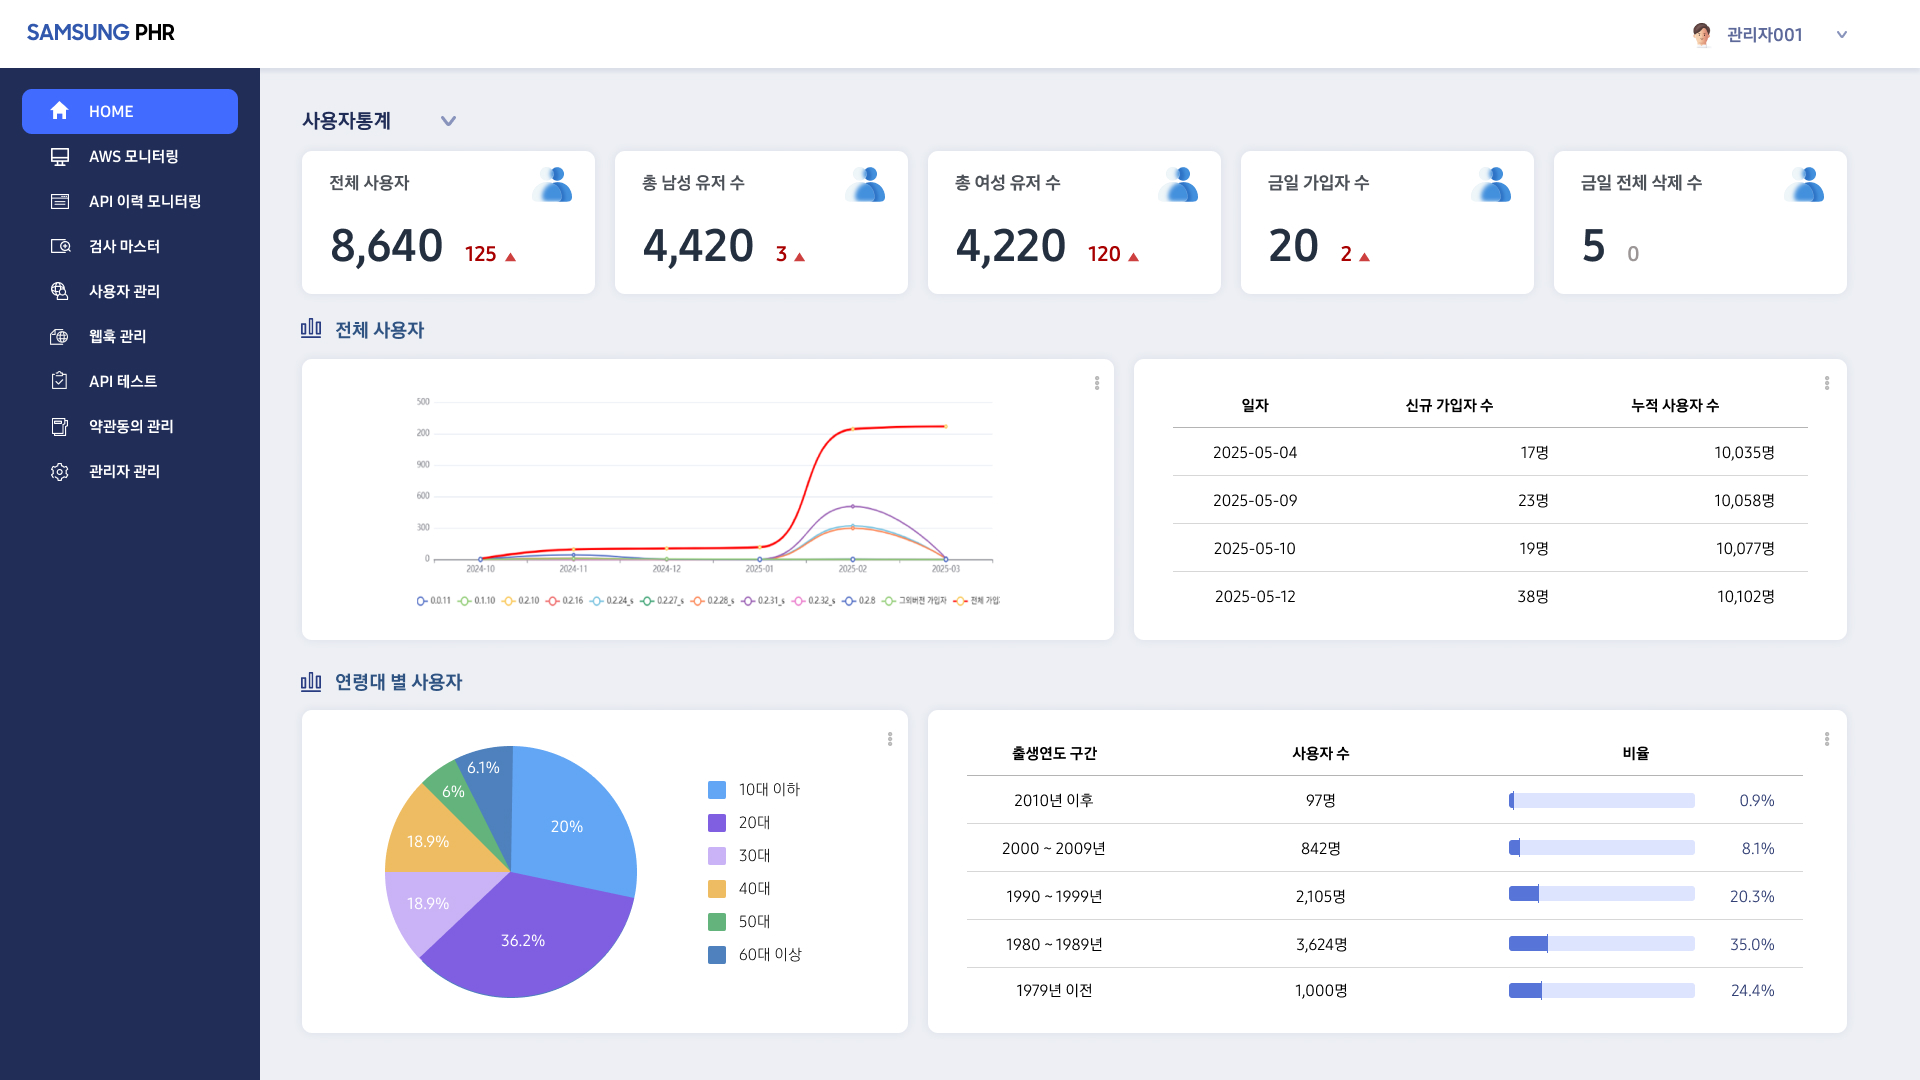 SAMSUNG PHR
관리자001
HOME
AWS 모니터링
API 이력 모니터링
검사 마스터
사용자 관리
웹훅 관리
API 테스트
약관동의 관리
관리자 관리
사용자통계
전체 사용자
8,640 125
총 남성 유저 수
4,420 3
총 여성 유저 수
4,220 120
금일 가입자 수
20 2
금일 전체 삭제 수
5 0
전체 사용자
500
200
900
600
300
0
2024-10 2024-11 2024-12 2025-01 2025-02 2025-03
0.0.11 0.1.10 0.2.10 0.2.16 0.2.24_s 0.2.27_s 0.2.28_s 0.2.31_s 0.2.32_s 0.2.8 그외버전 가입자 전체 가입
일자 신규 가입자 수 누적 사용자 수
2025-05-04 17명 10,035명
2025-05-09 23명 10,058명
2025-05-10 19명 10,077명
2025-05-12 38명 10,102명
연령대 별 사용자
6.1%
6%
20%
18.9%
18.9%
36.2%
10대 이하
20대
30대
40대
50대
60대 이상
출생연도 구간 사용자 수 비율
2010년 이후 97명 0.9%
2000 ~ 2009년 842명 8.1%
1990 ~ 1999년 2,105명 20.3%
1980 ~ 1989년 3,624명 35.0%
1979년 이전 1,000명 24.4%